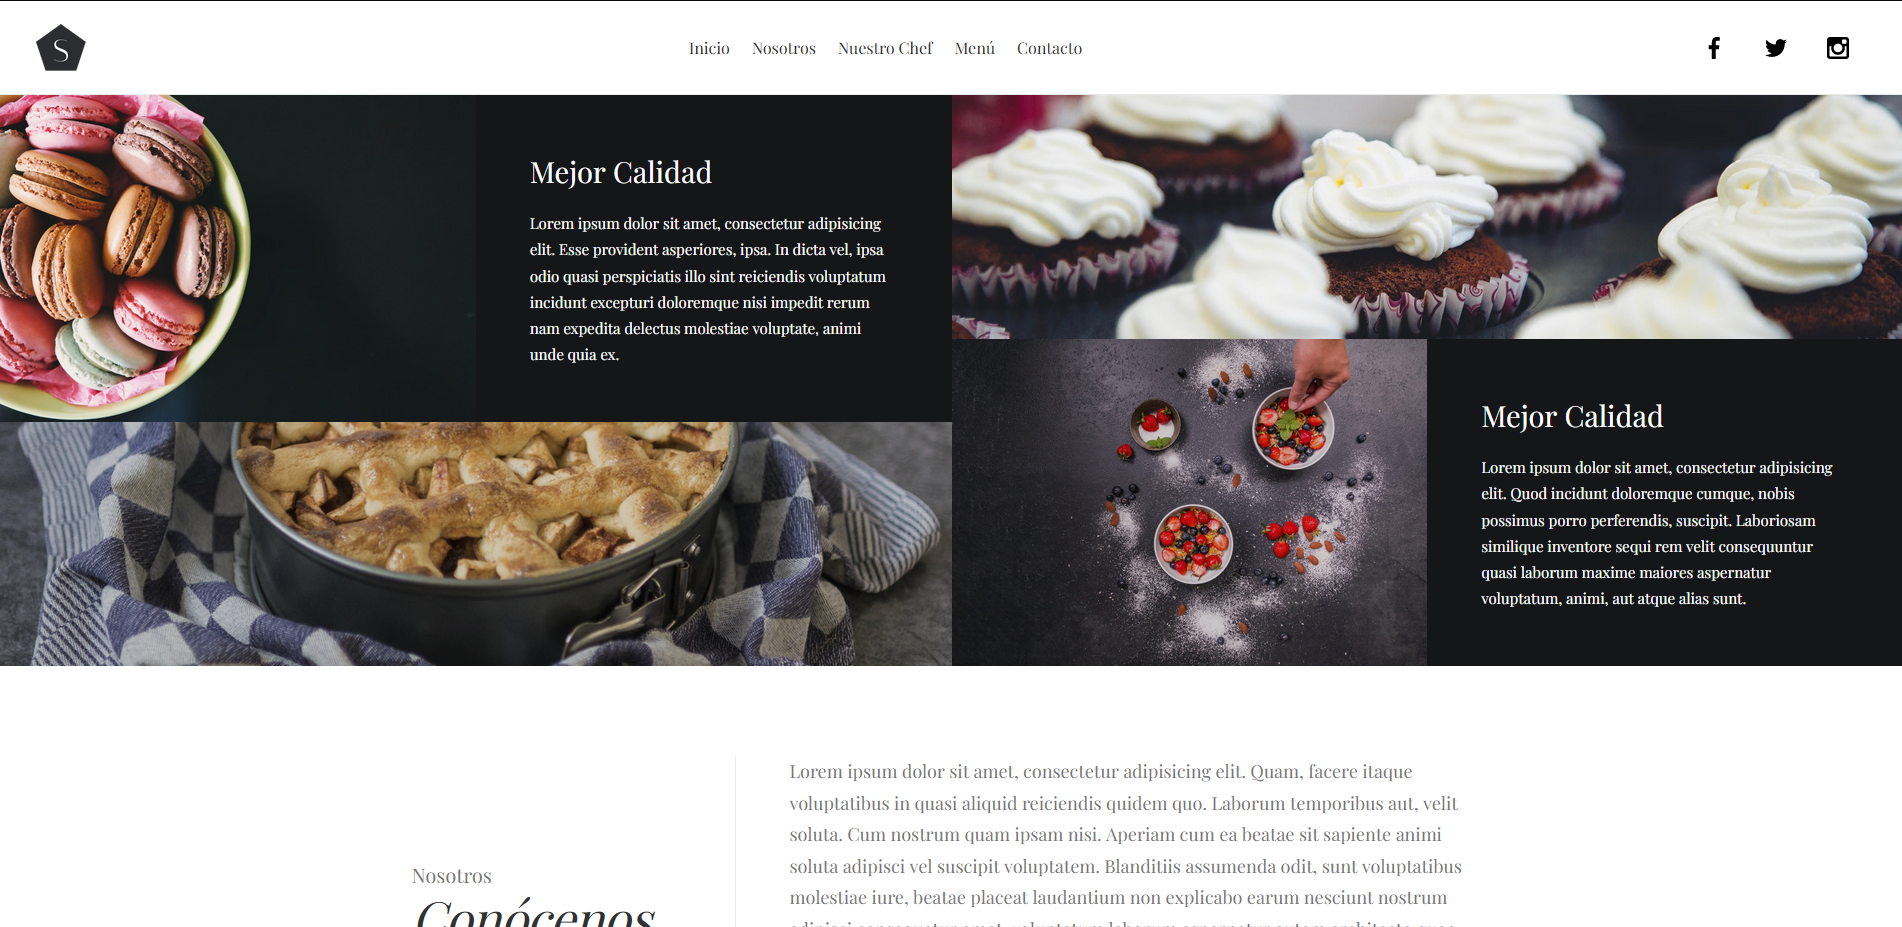 S
Inicio Nosotros Nuestro Chef Menú Contacto
Mejor Calidad
Lorem ipsum dolor sit amet, consectetur adipisicing
elit. Esse provident asperiores, ipsa. In dicta vel, ipsa
odio quasi perspiciatis illo sint reiciendis voluptatum
incidunt excepturi doloremque nisi impedit rerum
nam expedita delectus molestiae voluptate, animi
unde quia ex.
Mejor Calidad
Lorem ipsum dolor sit amet, consectetur adipisicing
elit. Quod incidunt doloremque cumque, nobis
possimus porro perferendis, suscipit. Laboriosam
similique inventore sequi rem velit consequuntur
quasi laborum maxime maiores aspernatur
voluptatum, animi, aut atque alias sunt.
Nosotros
Conócenos
Lorem ipsum dolor sit amet, consectetur adipisicing elit. Quam, facere itaque
voluptatibus in quasi aliquid reiciendis quidem quo. Laborum temporibus aut, velit
soluta. Cum nostrum quam ipsam nisi. Aperiam cum ea beatae sit sapiente animi
soluta adipisci vel suscipit voluptatem. Blanditiis assumenda odit, sunt voluptatibus
molestiae iure, beatae placeat laudantium non explicabo earum nesciunt nostrum